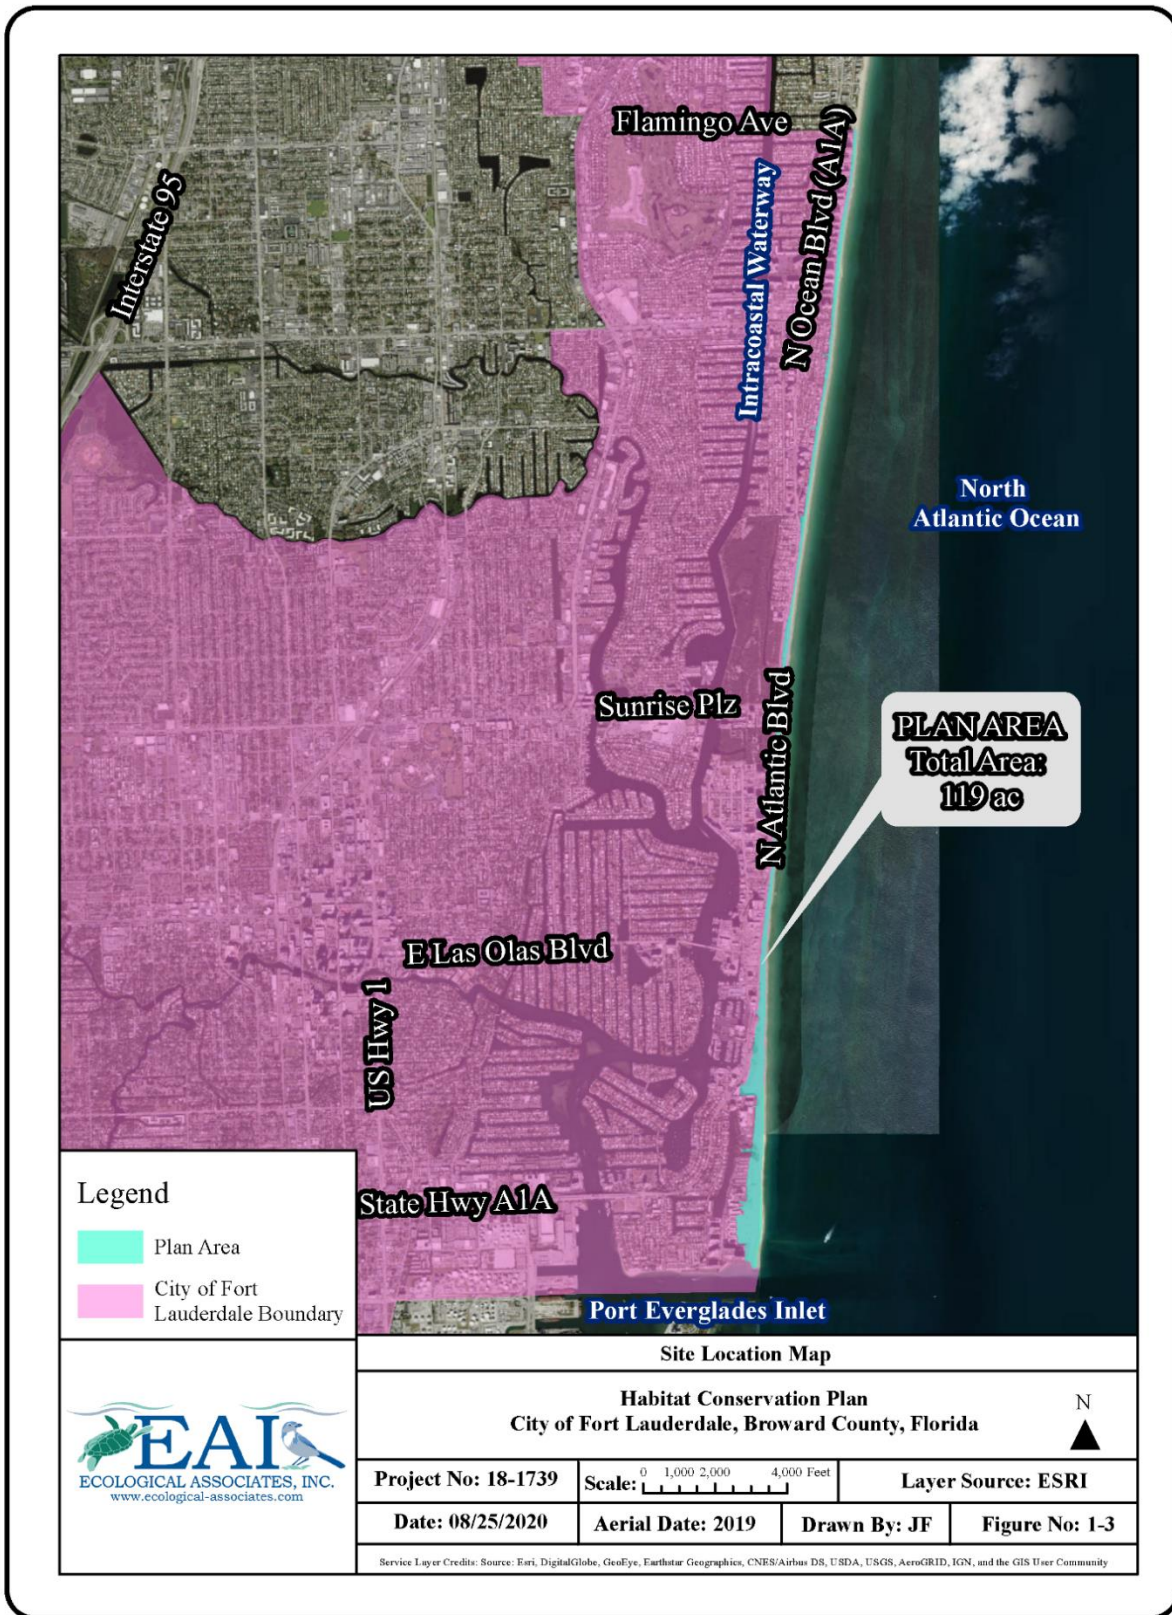 Flamingo Ave
Interstate 95
Intracoastal Waterway
N Ocean Blvd (A1A)
North
Atlantic Ocean
Sunrise Plz
N Atlantic Blvd
PLAN AREA
Total Area:
119 ac
E Las Olas Blvd
US Hwy 1
State Hwy A1A
Port Everglades Inlet
Legend
Plan Area
City of Fort
Lauderdale Boundary
Site Location Map
Habitat Conservation Plan
City of Fort Lauderdale, Broward County, Florida
N
EAI
ECOLOGICAL ASSOCIATES, INC.
www.ecological-associates.com
Project No: 18-1739
Scale: 0 1,000 2,000 4,000 Feet
Layer Source: ESRI
Date: 08/25/2020
Aerial Date: 2019
Drawn By: JF
Figure No: 1-3
Service Layer Credits: Source: Esri, DigitalGlobe, GeoEye, Earthstar Geographics, CNES/Airbus DS, USDA, USGS, AeroGRID, IGN, and the GIS User Community